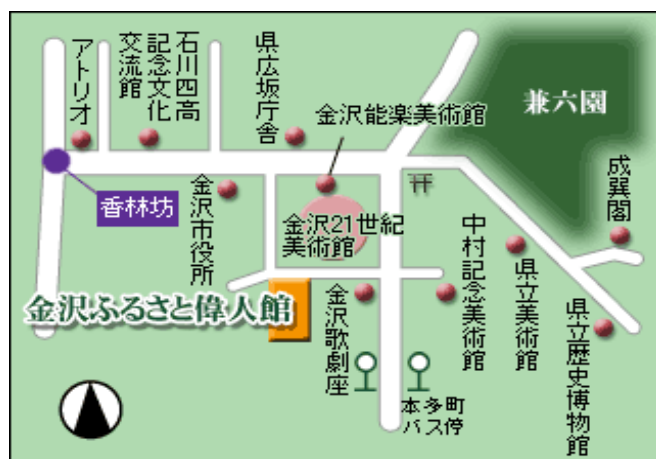 アトリオ
石川四高
記念文化
交流館
県広坂庁舎
金沢能楽美術館
兼六園
成巽閣
香林坊
金沢市役所
金沢21世紀
美術館
中村記念美術館
県立美術館
県立歴史博物館
金沢ふるさと偉人館
金沢歌劇座
本多町
バス停